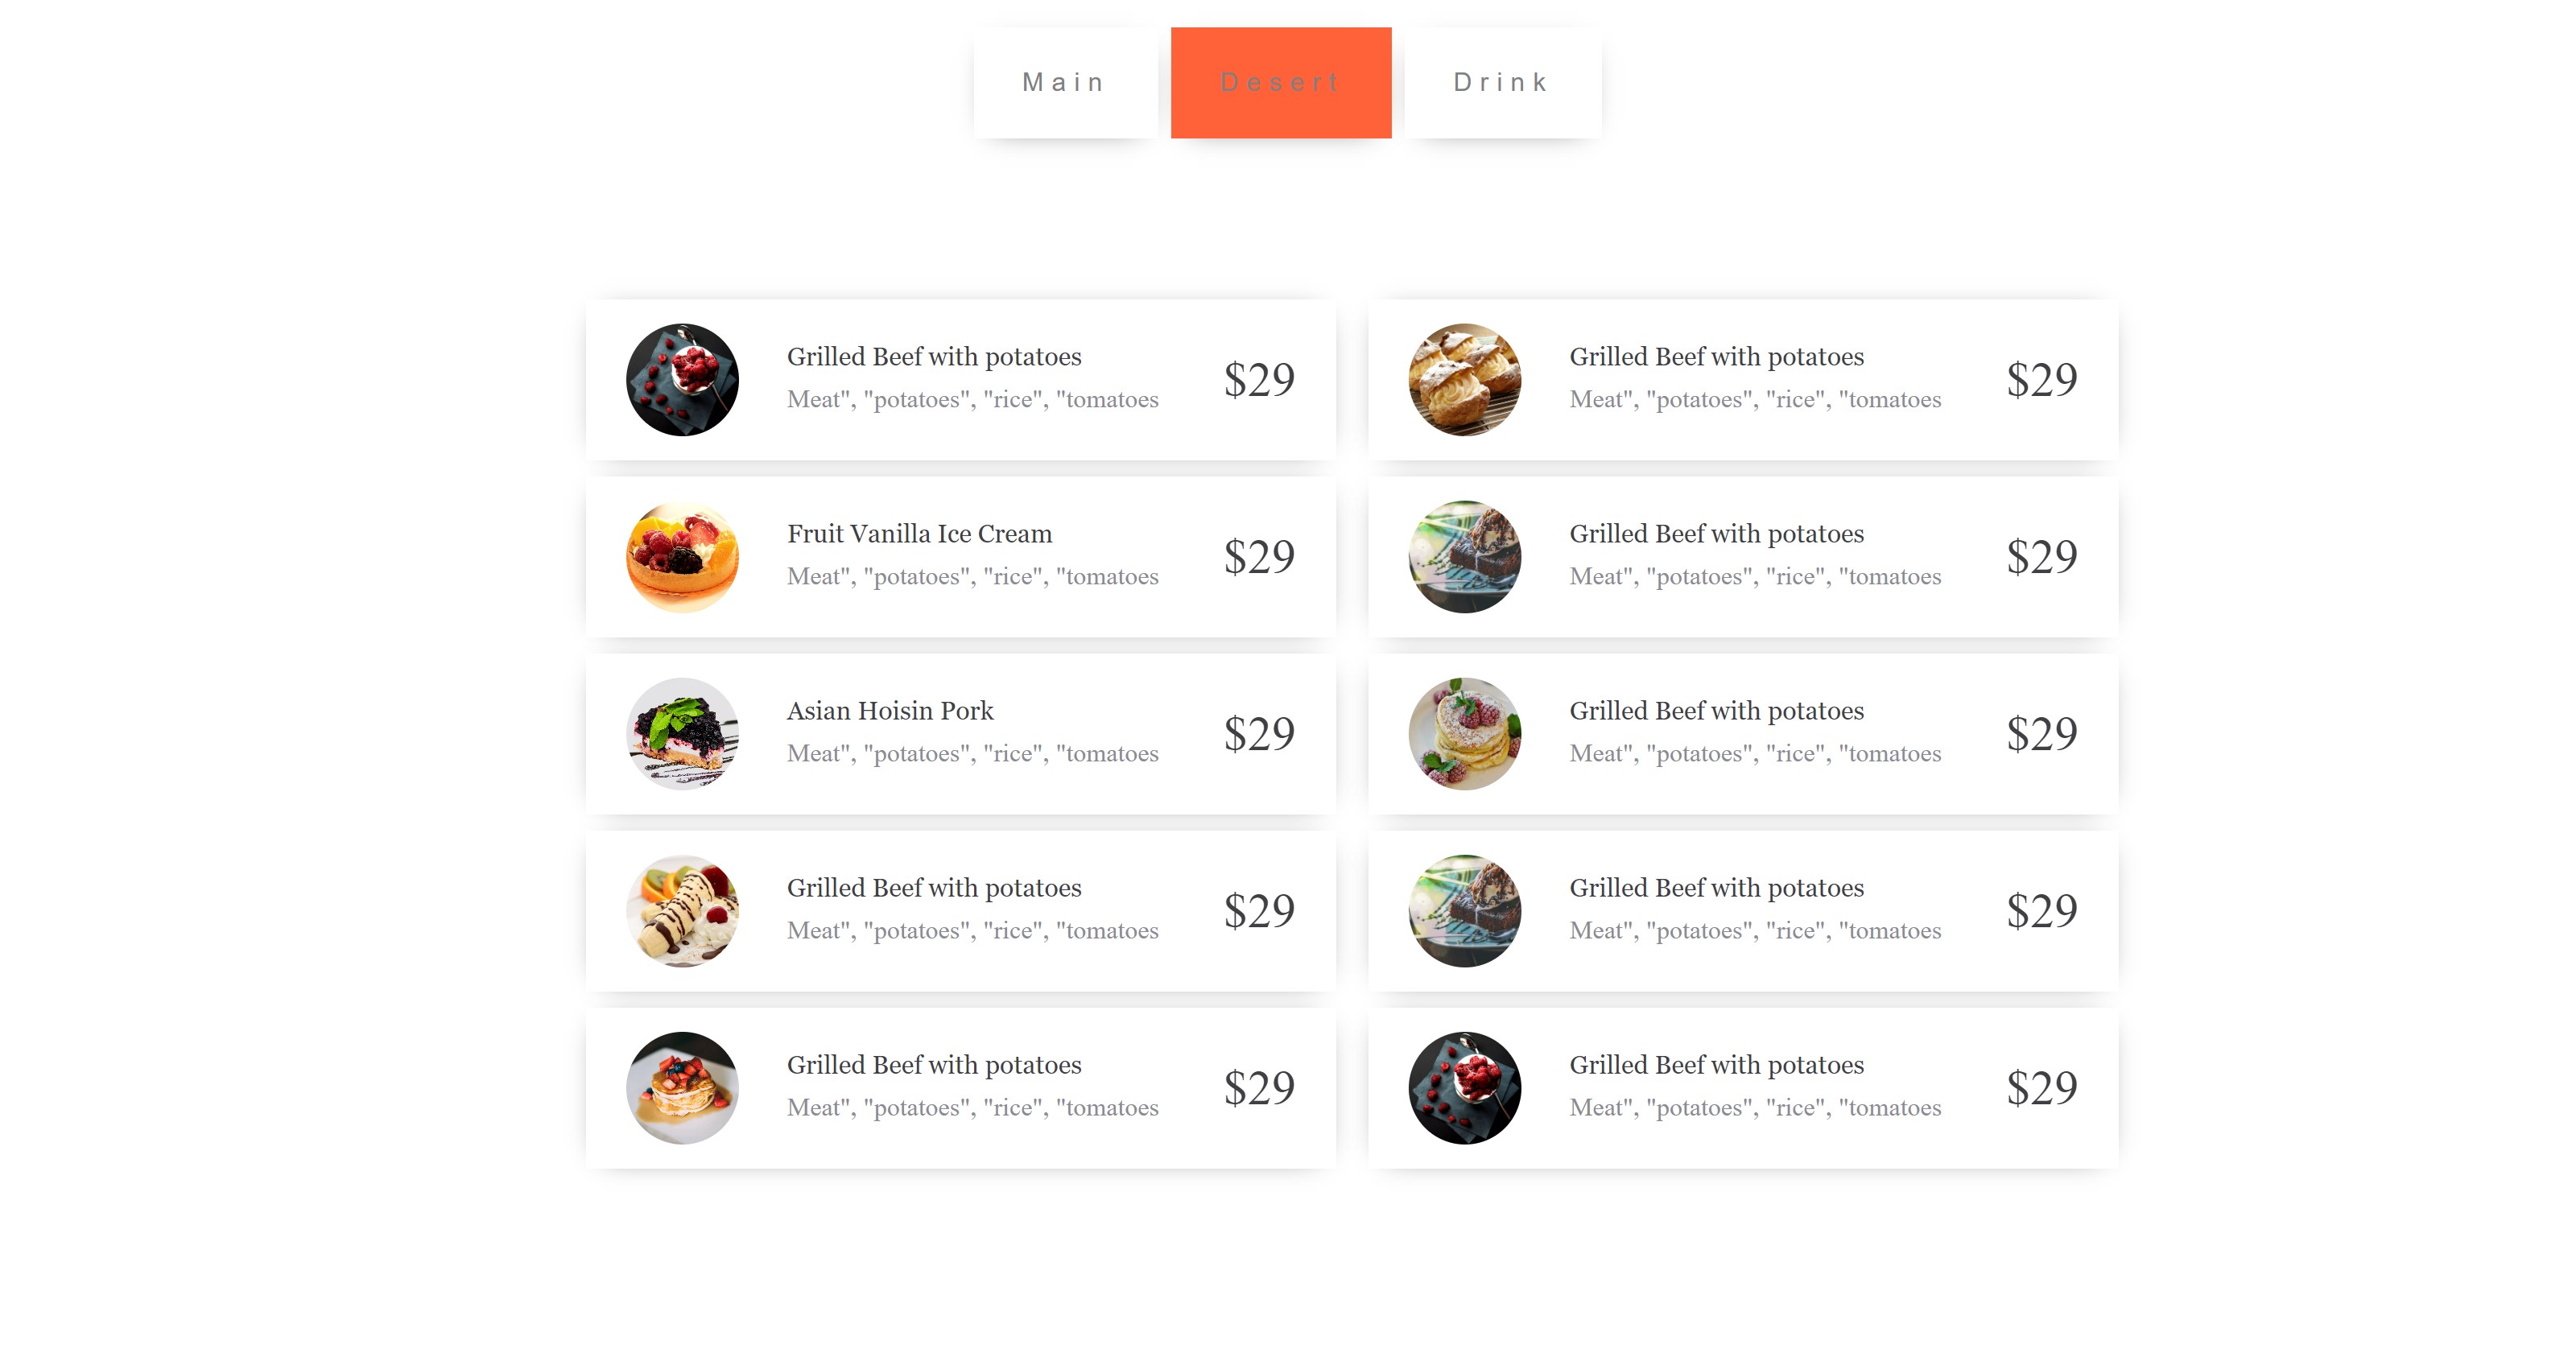 Main
Desert
Drink
Grilled Beef with potatoes
Meat", "potatoes", "rice", "tomatoes
$29
Grilled Beef with potatoes
Meat", "potatoes", "rice", "tomatoes
$29
Fruit Vanilla Ice Cream
Meat", "potatoes", "rice", "tomatoes
$29
Grilled Beef with potatoes
Meat", "potatoes", "rice", "tomatoes
$29
Asian Hoisin Pork
Meat", "potatoes", "rice", "tomatoes
$29
Grilled Beef with potatoes
Meat", "potatoes", "rice", "tomatoes
$29
Grilled Beef with potatoes
Meat", "potatoes", "rice", "tomatoes
$29
Grilled Beef with potatoes
Meat", "potatoes", "rice", "tomatoes
$29
Grilled Beef with potatoes
Meat", "potatoes", "rice", "tomatoes
$29
Grilled Beef with potatoes
Meat", "potatoes", "rice", "tomatoes
$29